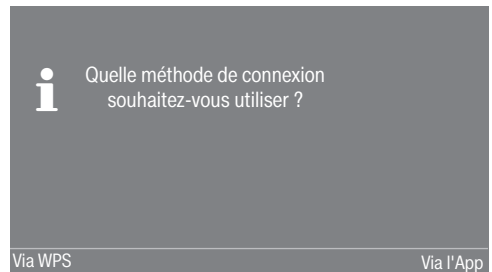 Quelle méthode de connexion
souhaitez-vous utiliser ?
Via WPS
Via l'App